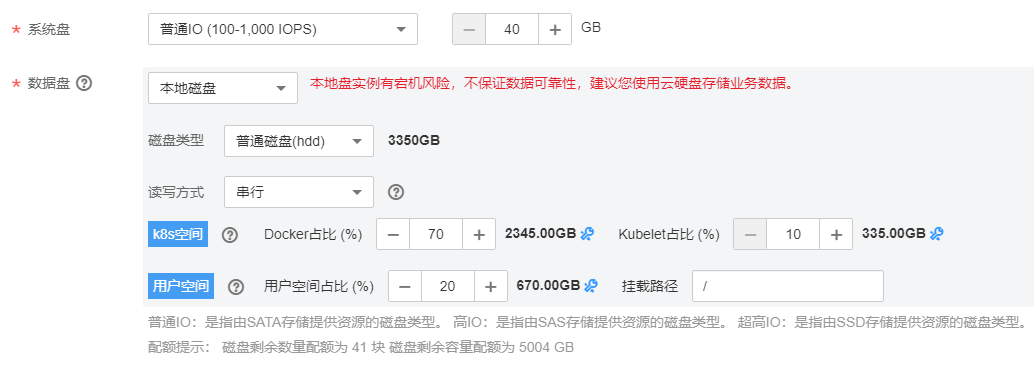 * 系统盘 普通IO (100-1,000 IOPS) − 40 + GB
* 数据盘 ? 本地磁盘 本地盘实例有宕机风险，不保证数据可靠性，建议您使用云硬盘存储业务数据。
磁盘类型 普通磁盘(hdd) 3350GB
读写方式 串行 ?
k8s空间 ? Docker占比 (%) − 70 + 2345.00GB Kubelet占比 (%) − 10 + 335.00GB
用户空间 ? 用户空间占比 (%) − 20 + 670.00GB 挂载路径 /
普通IO：是指由SATA存储提供资源的磁盘类型。 高IO：是指由SAS存储提供资源的磁盘类型。 超高IO：是指由SSD存储提供资源的磁盘类型。
配额提示： 磁盘剩余数量配额为 41 块 磁盘剩余容量配额为 5004 GB